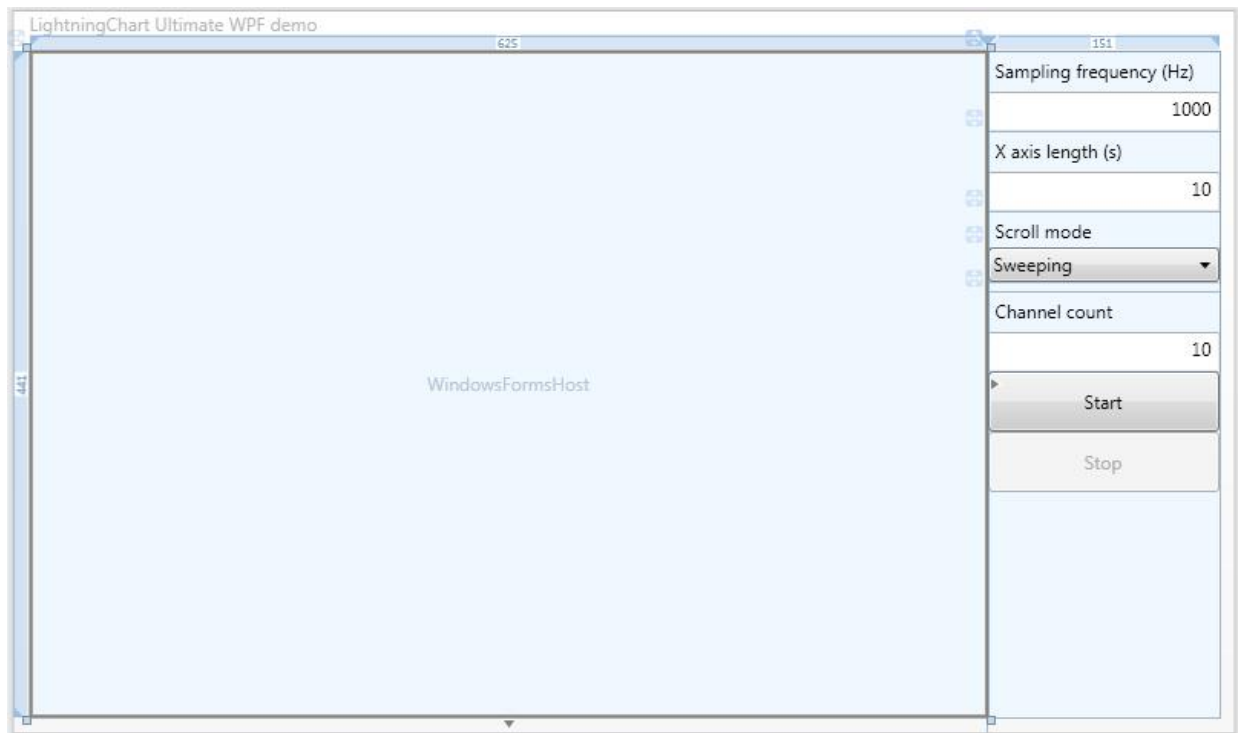 LightningChart Ultimate WPF demo
625
151
Sampling frequency (Hz)
1000
X axis length (s)
10
Scroll mode
Sweeping
Channel count
10
441
WindowsFormsHost
Start
Stop